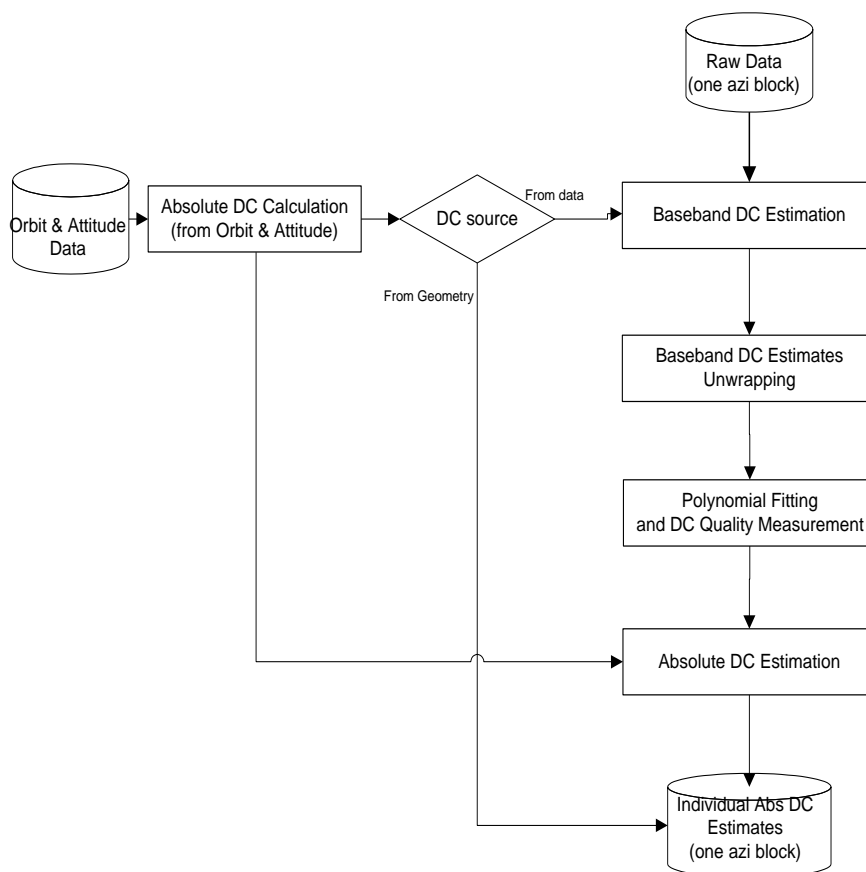 Raw Data
(one azi block)
Orbit & Attitude
Data
Absolute DC Calculation
(from Orbit & Attitude)
DC source
From data
Baseband DC Estimation
From Geometry
Baseband DC Estimates
Unwrapping
Polynomial Fitting
and DC Quality Measurement
Absolute DC Estimation
Individual Abs DC
Estimates
(one azi block)